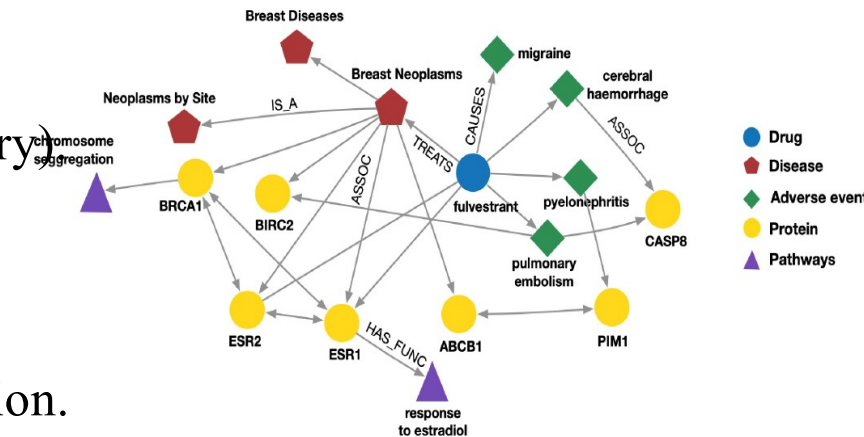 Breast Diseases
migraine
Breast Neoplasms
cerebral
haemorrhage
Neoplasms by Site
IS_A
CAUSES
ASSOC
ry).
chromosome
seggregation
TREATS
ASSOC
Drug
Disease
Adverse event
Protein
Pathways
BRCA1
BIRC2
fulvestrant
pyelonephritis
CASP8
pulmonary
embolism
ESR2
ESR1
ABCB1
PIM1
HAS_FUNC
ion.
response
to estradiol